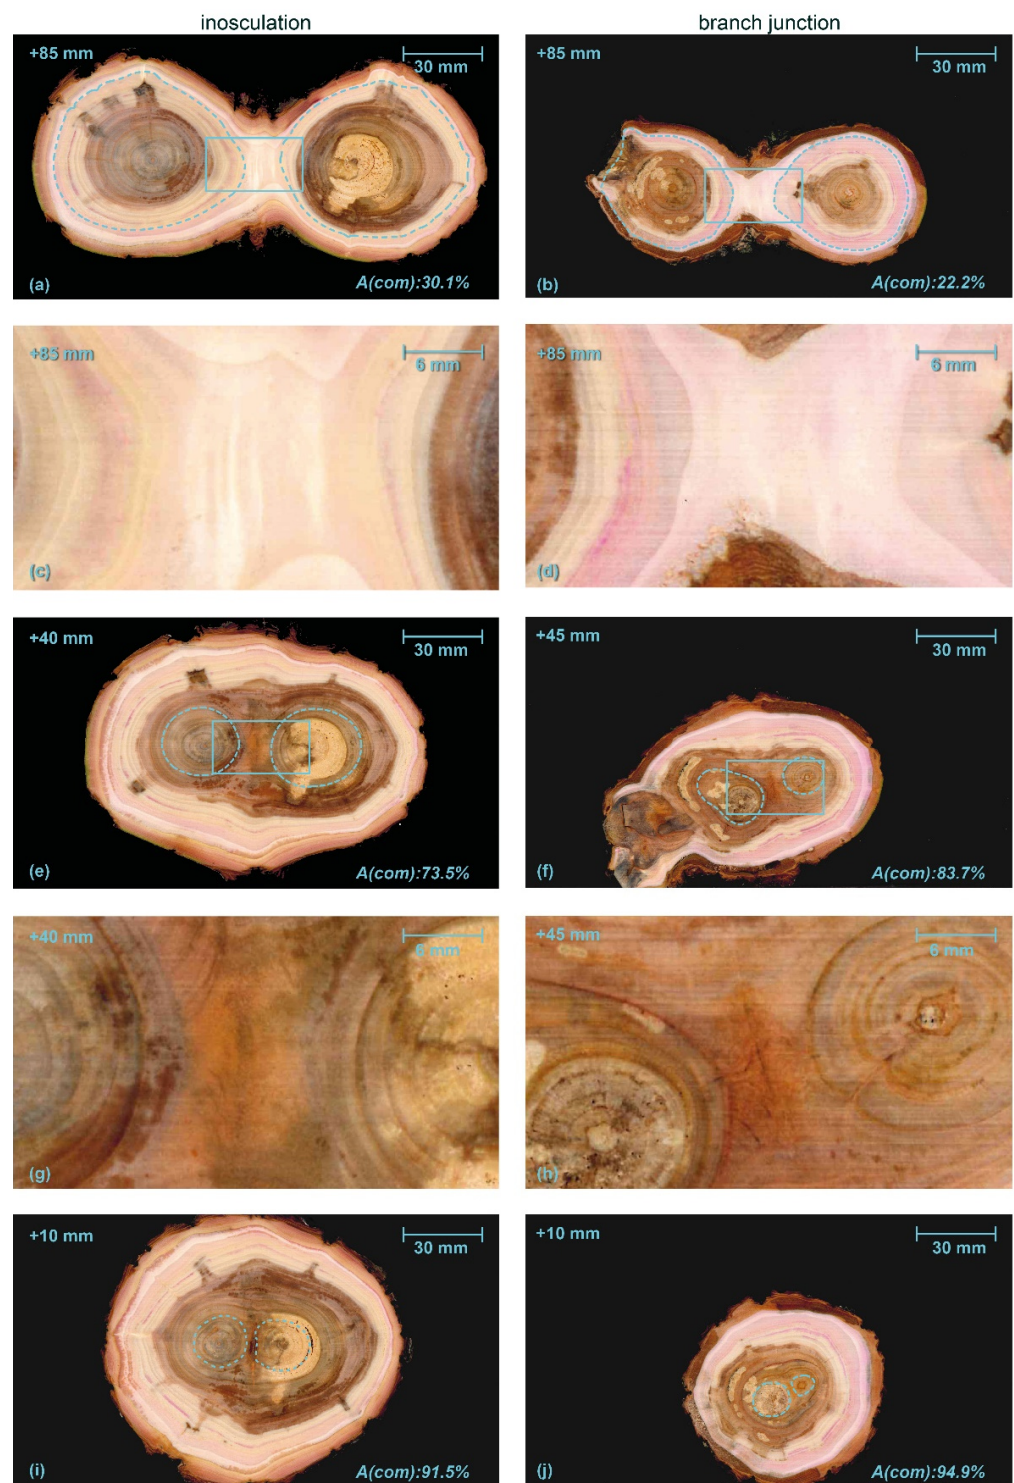 inosculation
branch junction
+85 mm
30 mm
(a)
A(com):30.1%
+85 mm
30 mm
(b)
A(com):22.2%
+85 mm
6 mm
(c)
+85 mm
6 mm
(d)
+40 mm
30 mm
(e)
A(com):73.5%
+45 mm
30 mm
(f)
A(com):83.7%
+40 mm
6 mm
(g)
+45 mm
6 mm
(h)
+10 mm
30 mm
(i)
A(com):91.5%
+10 mm
30 mm
(j)
A(com):94.9%